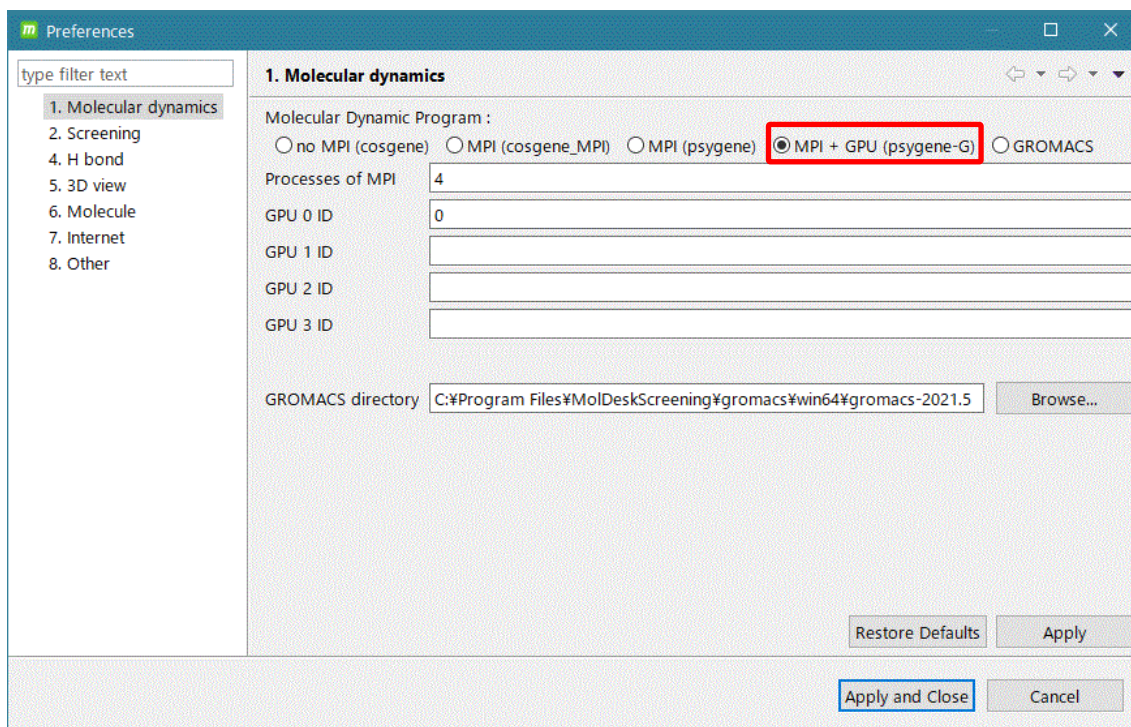 Preferences
type filter text
1. Molecular dynamics
2. Screening
4. H bond
5. 3D view
6. Molecule
7. Internet
8. Other
1. Molecular dynamics
Molecular Dynamic Program :
no MPI (cosgene) MPI (cosgene_MPI) MPI (psygene) MPI + GPU (psygene-G) GROMACS
Processes of MPI 4
GPU 0 ID 0
GPU 1 ID
GPU 2 ID
GPU 3 ID
GROMACS directory C:¥Program Files¥MolDeskScreening¥gromacs¥win64¥gromacs-2021.5 Browse...
Restore Defaults Apply
Apply and Close Cancel